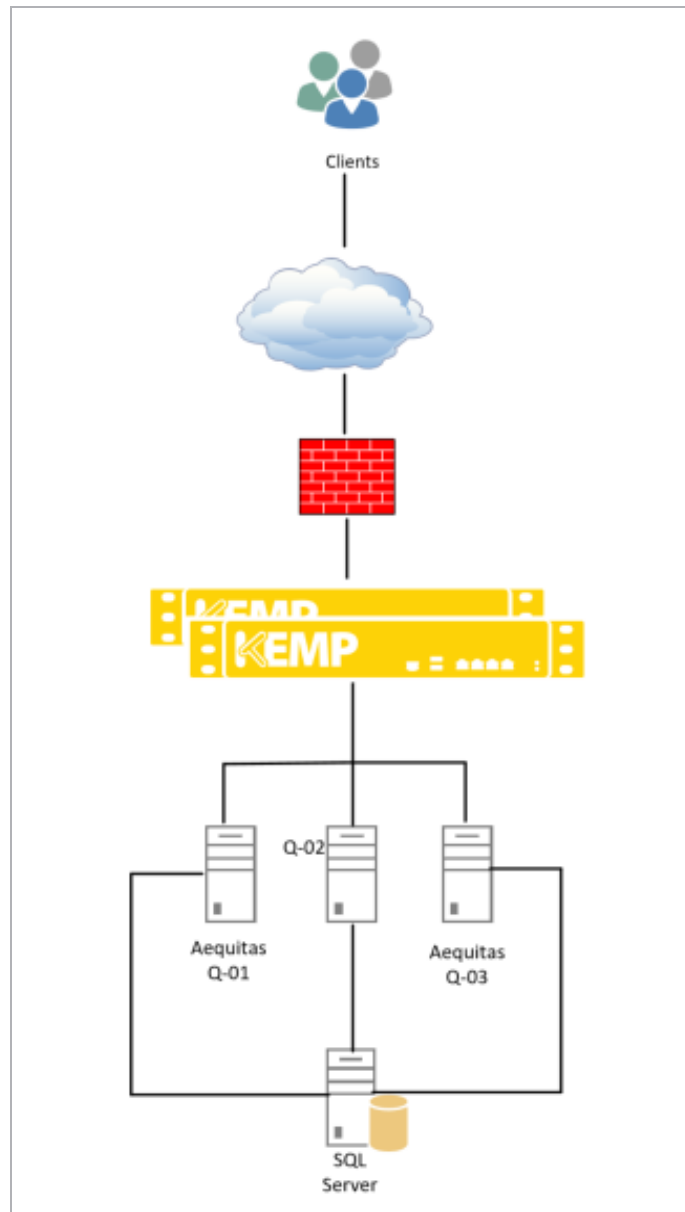 Clients
KEMP
KEMP
Q-02
Aequitas
Q-01
Aequitas
Q-03
SQL
Server